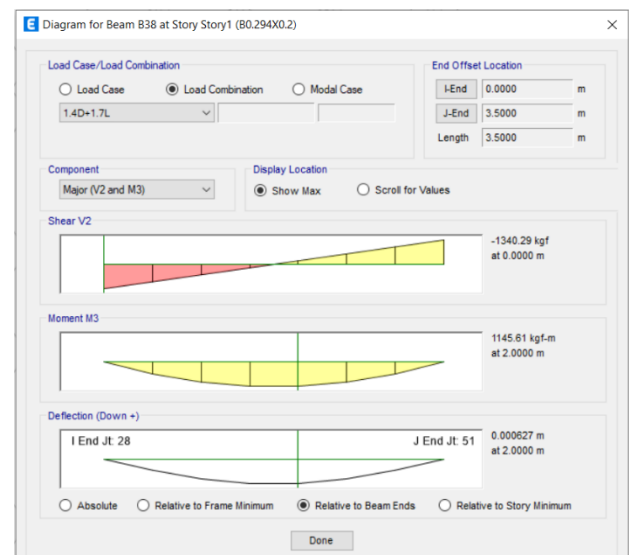 E Diagram for Beam B38 at Story Story1 (B0.294X0.2)
Load Case/Load Combination
Load Case Load Combination Modal Case
1.4D+1.7L
End Offset Location
I-End 0.0000 m
J-End 3.5000 m
Length 3.5000 m
Component
Major (V2 and M3)
Display Location
Show Max Scroll for Values
Shear V2
-1340.29 kgf
at 0.0000 m
Moment M3
1145.61 kgf-m
at 2.0000 m
Deflection (Down +)
I End Jt: 28 J End Jt: 51
0.000627 m
at 2.0000 m
Absolute Relative to Frame Minimum Relative to Beam Ends Relative to Story Minimum
Done